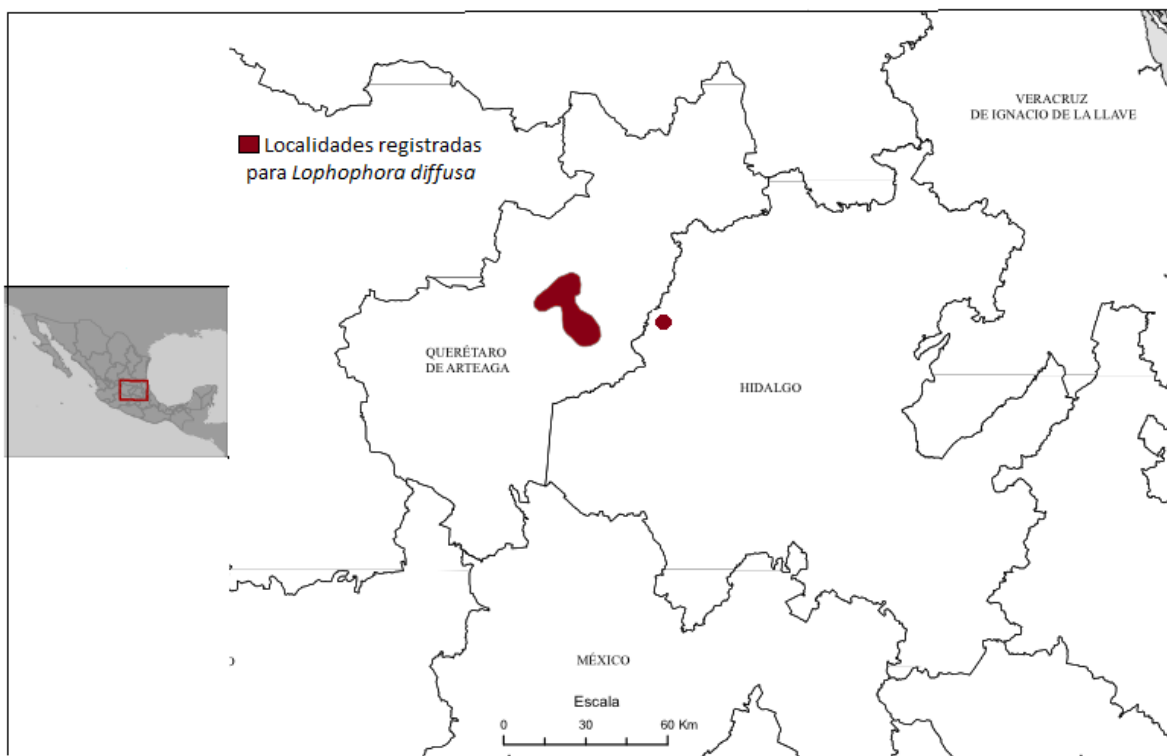 VERACRUZ
DE IGNACIO DE LA LLAVE
Localidades registradas
para Lophophora diffusa
QUERÉTARO
DE ARTEAGA
HIDALGO
MÉXICO
Escala
0 30 60 Km